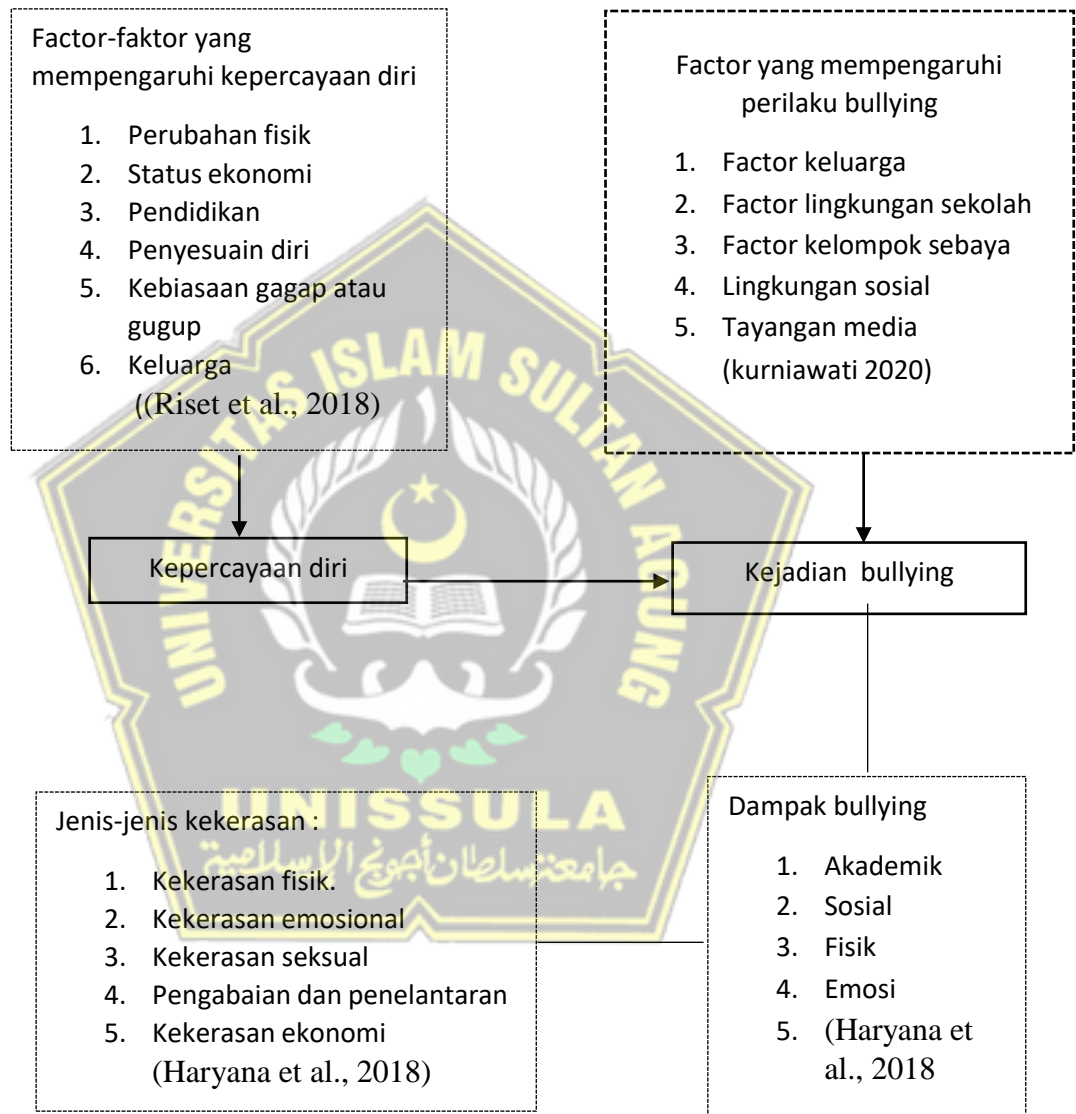 Factor-faktor yang
mempengaruhi kepercayaan diri
1. Perubahan fisik
2. Status ekonomi
3. Pendidikan
4. Penyesuain diri
5. Kebiasaan gagap atau
gugup
6. Keluarga
((Riset et al., 2018)
Factor yang mempengaruhi
perilaku bullying
1. Factor keluarga
2. Factor lingkungan sekolah
3. Factor kelompok sebaya
4. Lingkungan sosial
5. Tayangan media
(kurniawati 2020)
UNIVERSITAS ISLAM SULTAN AGUNG
Kepercayaan diri
Kejadian bullying
UNISSULA
جامعة سلطان أجونج الإسلامية
Jenis-jenis kekerasan :
1. Kekerasan fisik.
2. Kekerasan emosional
3. Kekerasan seksual
4. Pengabaian dan penelantaran
5. Kekerasan ekonomi
(Haryana et al., 2018)
Dampak bullying
1. Akademik
2. Sosial
3. Fisik
4. Emosi
5. (Haryana et
al., 2018